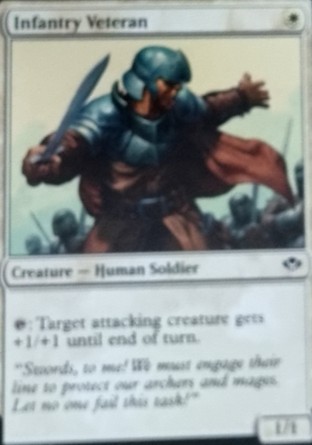 Infantry Veteran
Creature — Human Soldier
: Target attacking creature gets
+1/+1 until end of turn.
"Swords, to me! We must engage their
line to protect our archers and mages.
Let no one fail this task!"
1/1